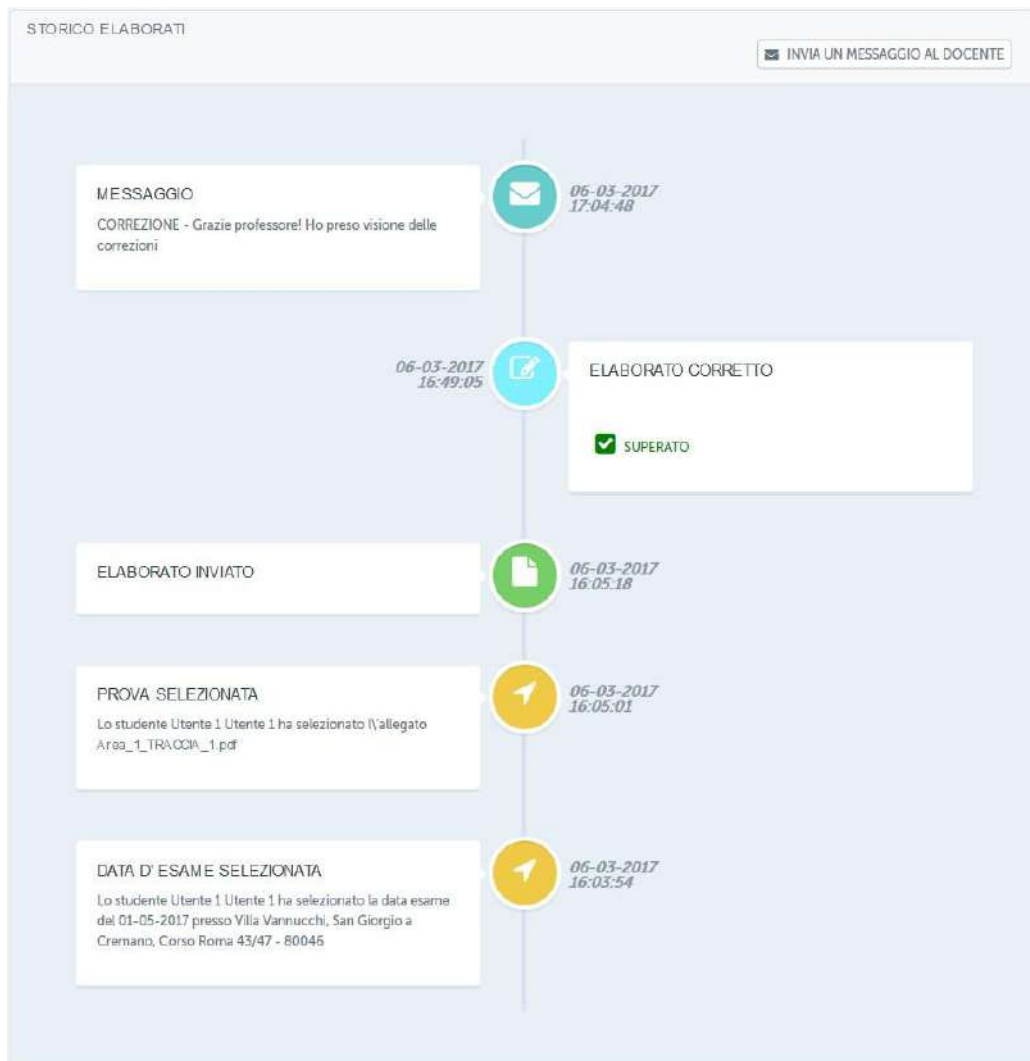 STORICO ELABORATI
INVIA UN MESSAGGIO AL DOCENTE
MESSAGGIO
CORREZIONE - Grazie professore! Ho preso visione delle
correzioni
06-03-2017
17:04:48
06-03-2017
16:49:05
ELABORATO CORRETTO
SUPERATO
ELABORATO INVIATO
06-03-2017
16:05:18
PROVA SELEZIONATA
Lo studente Utente 1 Utente 1 ha selezionato l\'allegato
Area_1_TRACCIA_1.pdf
06-03-2017
16:05:01
DATA D' ESAME SELEZIONATA
Lo studente Utente 1 Utente 1 ha selezionato la data esame
del 01-05-2017 presso Villa Vannucchi, San Giorgio a
Cremano, Corso Roma 43/47 - 80046
06-03-2017
16:03:54